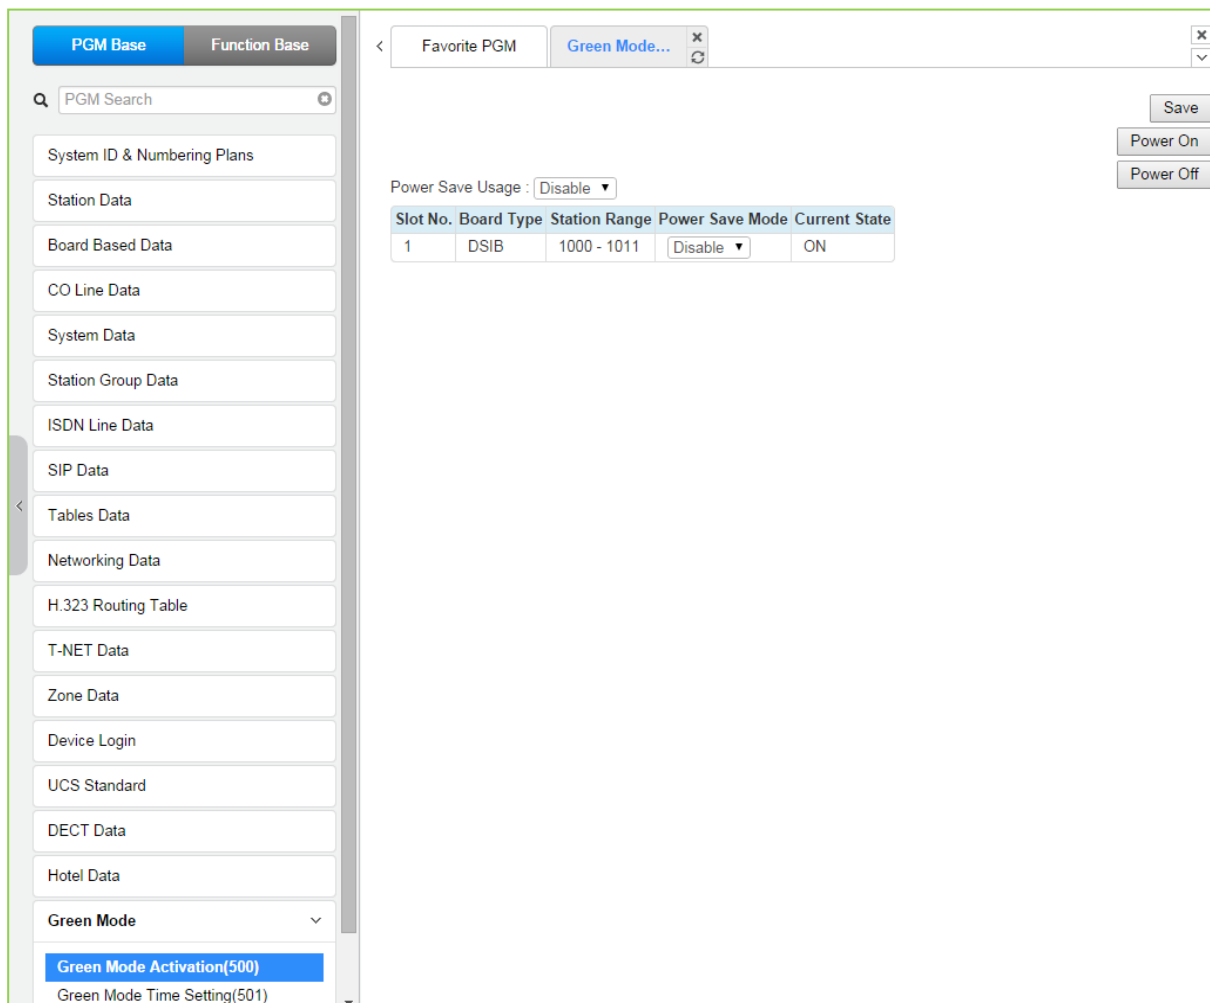 PGM Base
Function Base
PGM Search
System ID & Numbering Plans
Station Data
Board Based Data
CO Line Data
System Data
Station Group Data
ISDN Line Data
SIP Data
Tables Data
Networking Data
H.323 Routing Table
T-NET Data
Zone Data
Device Login
UCS Standard
DECT Data
Hotel Data
Green Mode
Green Mode Activation(500)
Green Mode Time Setting(501)
Favorite PGM
Green Mode...
Save
Power On
Power Off
Power Save Usage : Disable
Slot No. Board Type Station Range Power Save Mode Current State
1 DSIB 1000 - 1011 Disable ON